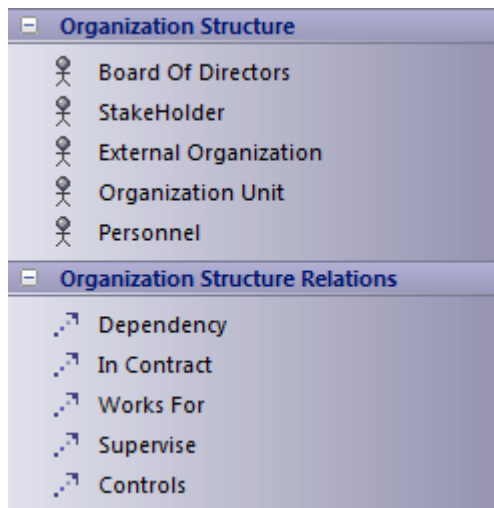 Organization Structure
Board Of Directors
StakeHolder
External Organization
Organization Unit
Personnel
Organization Structure Relations
Dependency
In Contract
Works For
Supervise
Controls